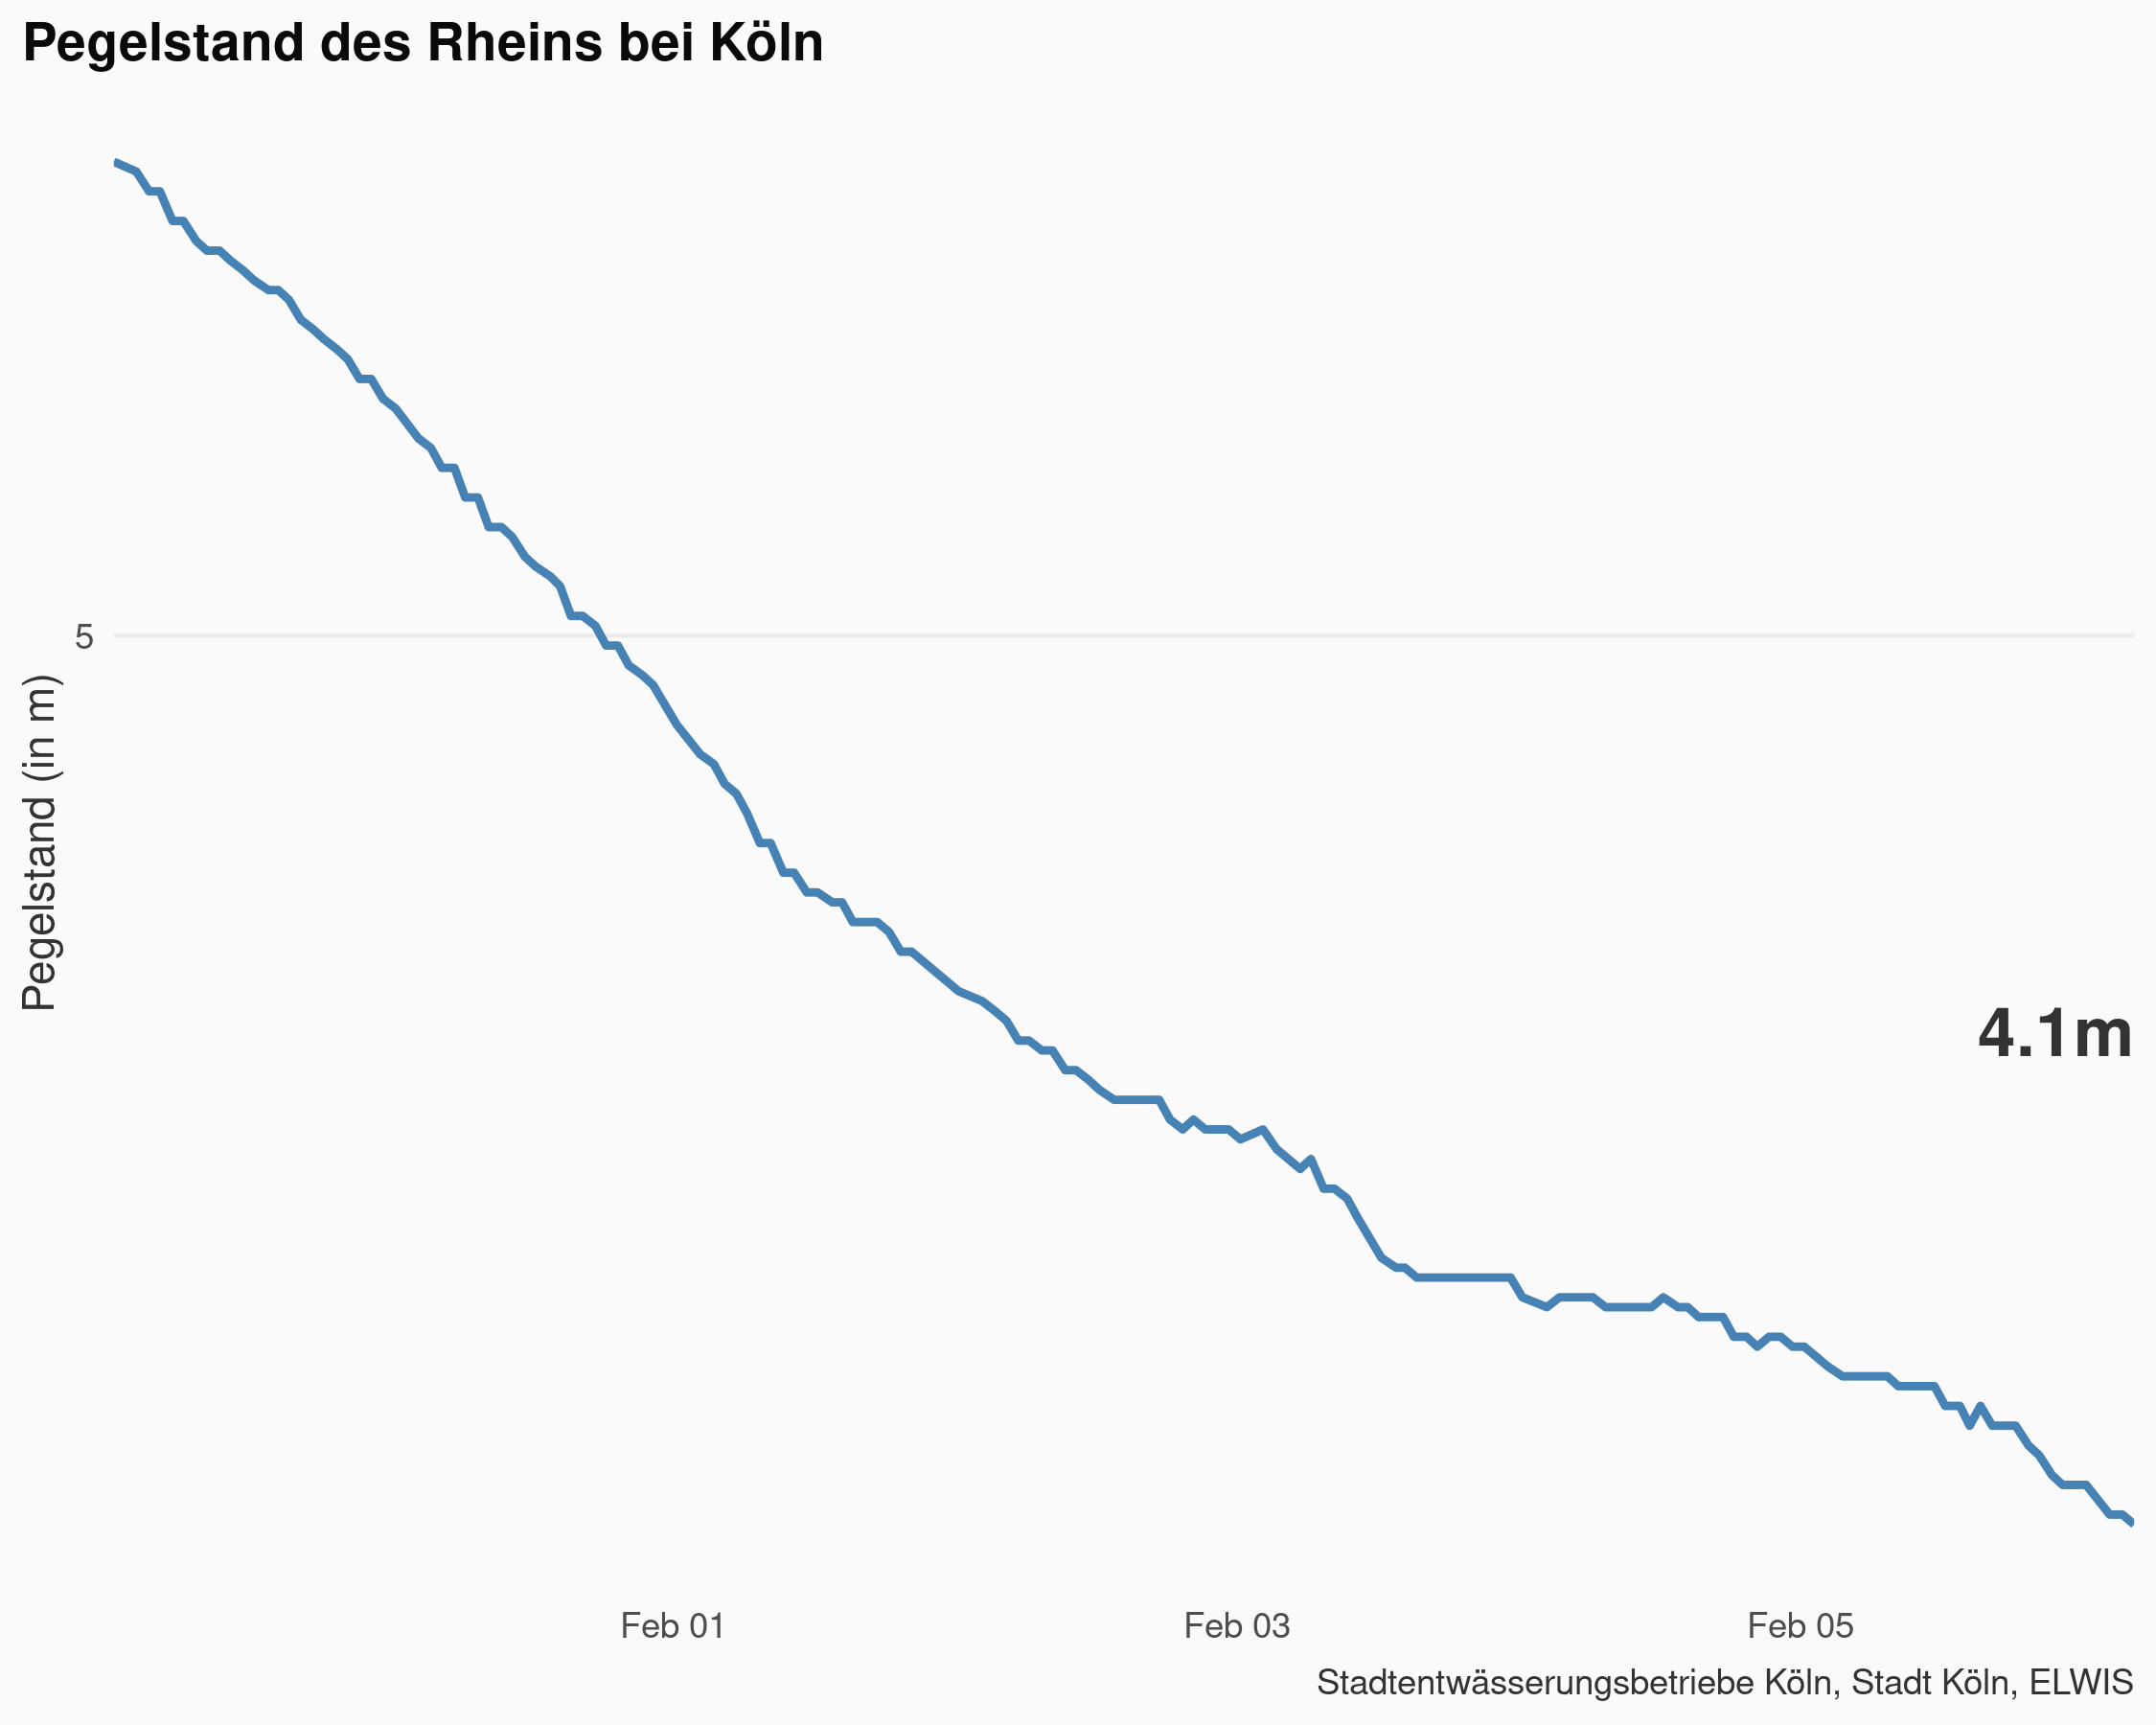 Pegelstand des Rheins bei Köln
5
Pegelstand (in m)
4.1m
Feb 01 Feb 03 Feb 05
Stadtentwässerungsbetriebe Köln, Stadt Köln, ELWIS